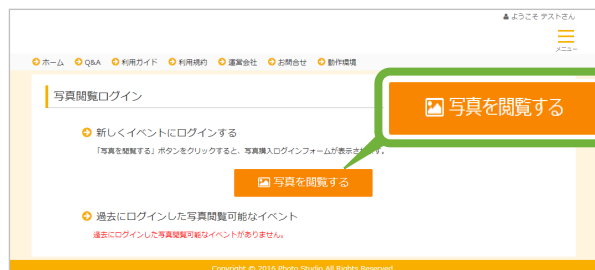 ようこそ テストさん
メニュー
ホーム Q&A 利用ガイド 利用規約 運営会社 お問合せ 動作環境
写真閲覧ログイン
写真を閲覧する
新しくイベントにログインする
「写真を閲覧する」ボタンをクリックすると、写真購入ログインフォームが表示さ
す。
写真を閲覧する
過去にログインした写真閲覧可能なイベント
過去にログインした写真閲覧可能なイベントがありません。
Copyright © 2018 Photo Studio All Rights Reserved.